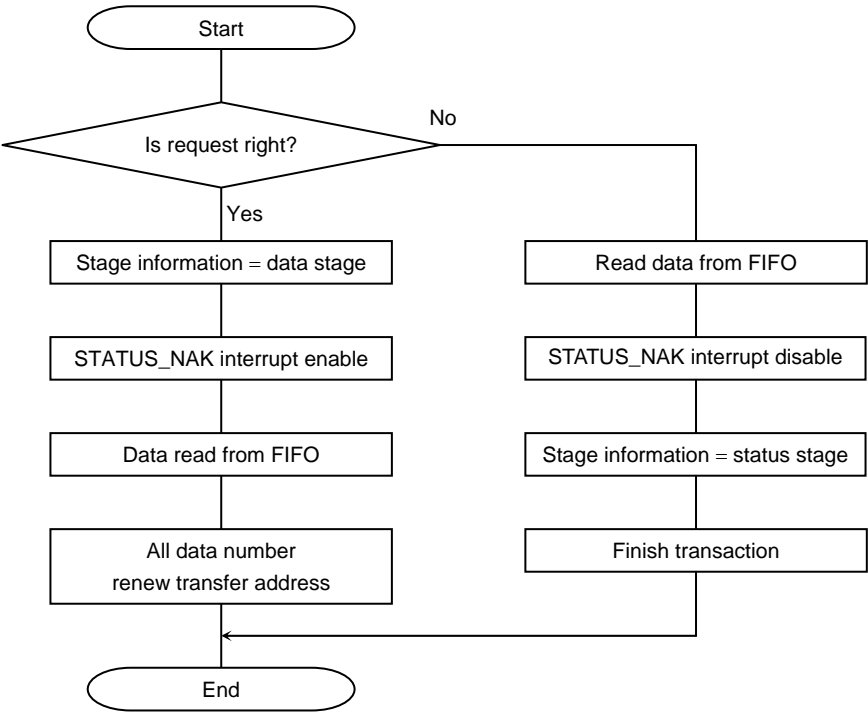 Start
No
Is request right?
Yes
Stage information = data stage
STATUS_NAK interrupt enable
Data read from FIFO
All data number
renew transfer address
Read data from FIFO
STATUS_NAK interrupt disable
Stage information = status stage
Finish transaction
End